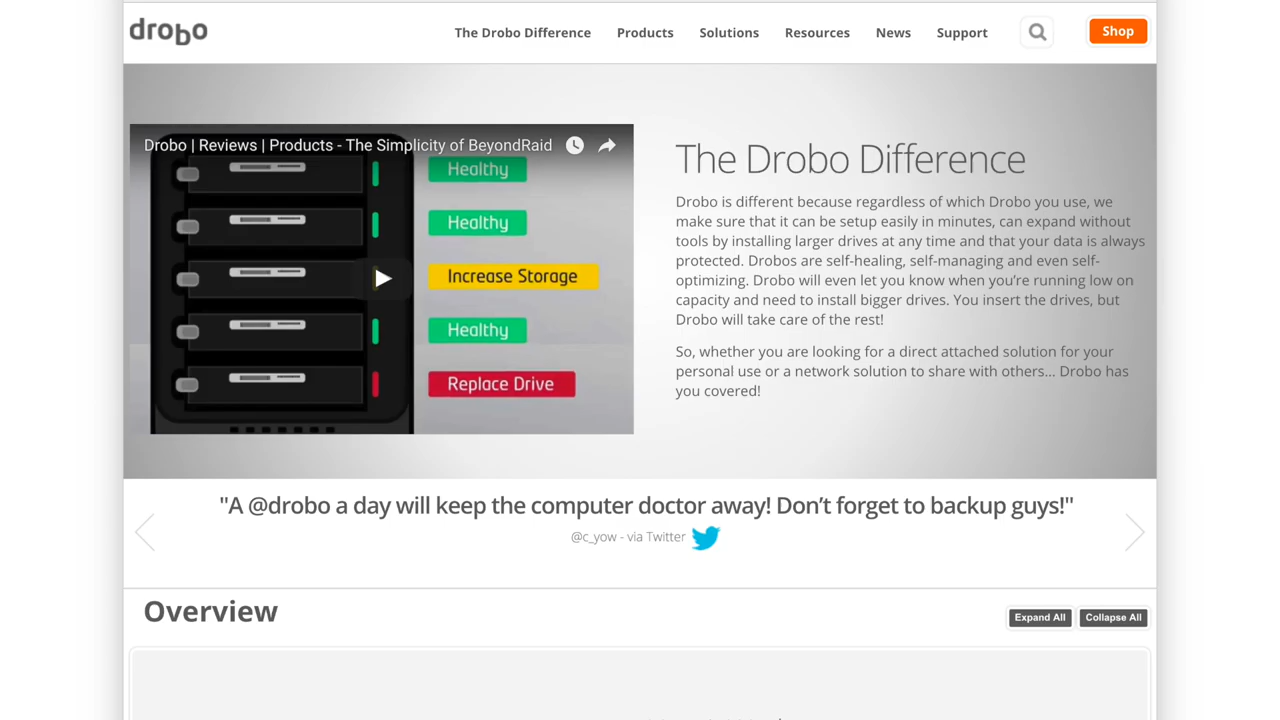 drobo
The Drobo Difference Products Solutions Resources News Support Shop
Drobo | Reviews | Products - The Simplicity of BeyondRaid
Healthy
Healthy
Increase Storage
Healthy
Replace Drive
The Drobo Difference
Drobo is different because regardless of which Drobo you use, we
make sure that it can be setup easily in minutes, can expand without
tools by installing larger drives at any time and that your data is always
protected. Drobos are self-healing, self-managing and even self-
optimizing. Drobo will even let you know when you’re running low on
capacity and need to install bigger drives. You insert the drives, but
Drobo will take care of the rest!
So, whether you are looking for a direct attached solution for your
personal use or a network solution to share with others... Drobo has
you covered!
"A @drobo a day will keep the computer doctor away! Don’t forget to backup guys!"
@c_yow - via Twitter
Overview
Expand All Collapse All